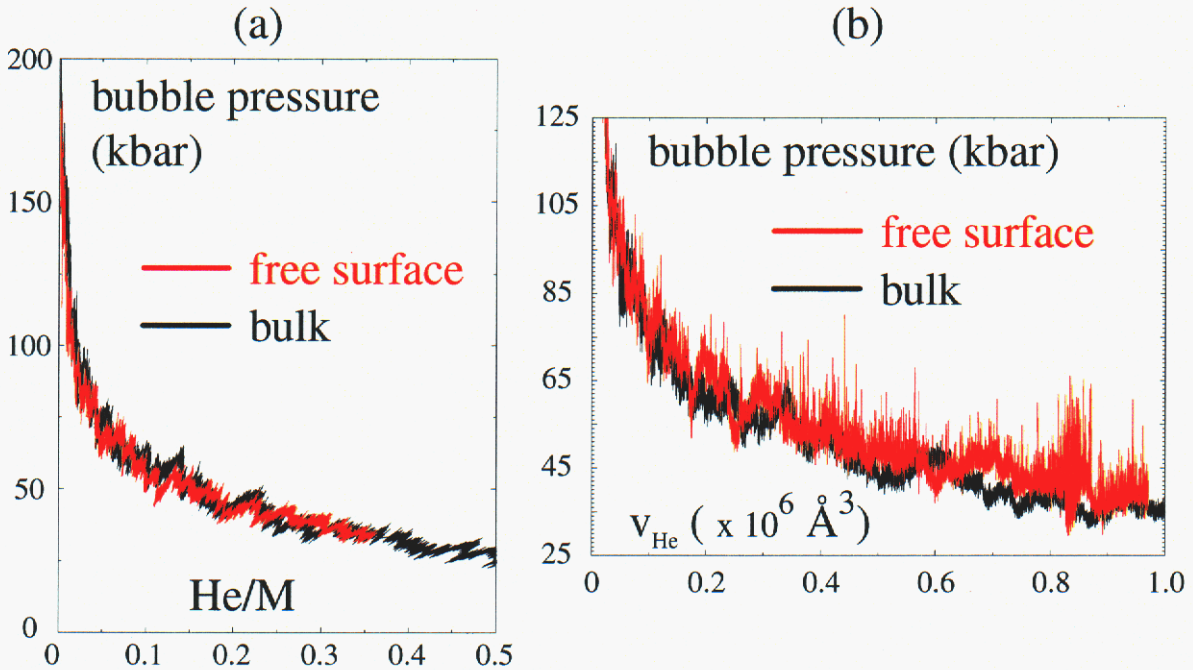 (a)
200
150
100
50
0
bubble pressure
(kbar)
free surface
bulk
He/M
0 0.1 0.2 0.3 0.4 0.5
(b)
125
105
85
65
45
25
bubble pressure (kbar)
free surface
bulk
v_He ( x 10^6 Å^3)
0 0.2 0.4 0.6 0.8 1.0